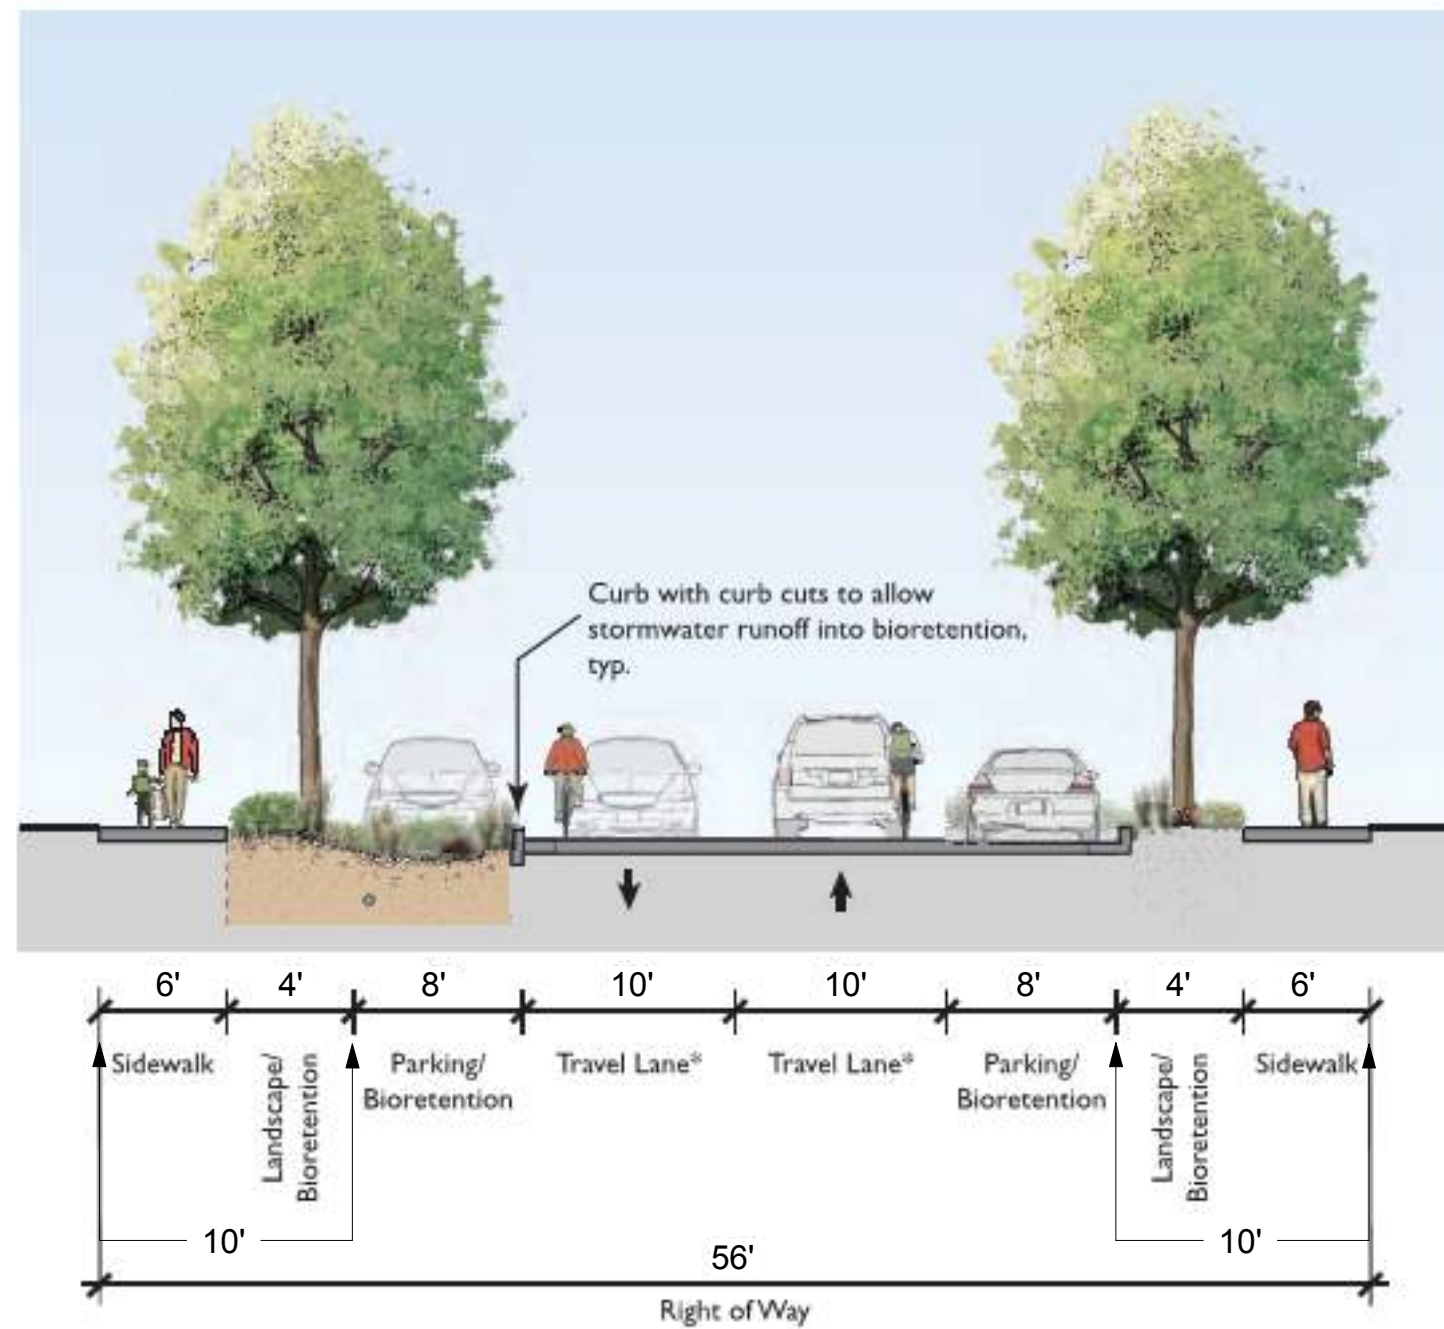 Curb with curb cuts to allow
stormwater runoff into bioretention,
typ.
6' 4' 8' 10' 10' 8' 4' 6'
Sidewalk
Landscape/
Bioretention
Parking/
Bioretention
Travel Lane*
Travel Lane*
Parking/
Bioretention
Landscape/
Bioretention
Sidewalk
10'
10'
56'
Right of Way